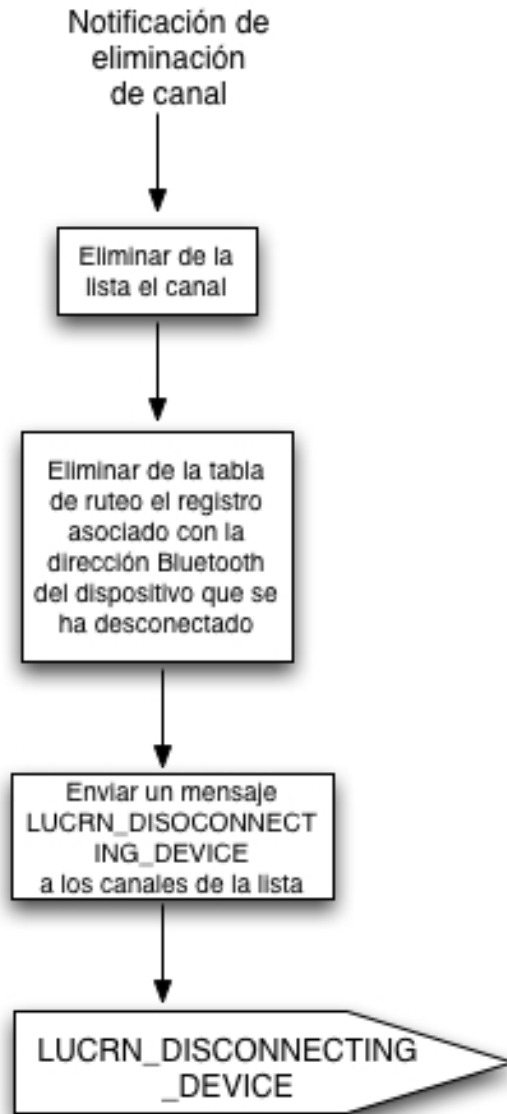 Notificación de
eliminación
de canal
Eliminar de la
lista el canal
Eliminar de la tabla
de ruteo el registro
asociado con la
dirección Bluetooth
del dispositivo que se
ha desconectado
Enviar un mensaje
LUCRN_DISOCONNECT
ING_DEVICE
a los canales de la lista
LUCRN_DISCONNECTING
_DEVICE